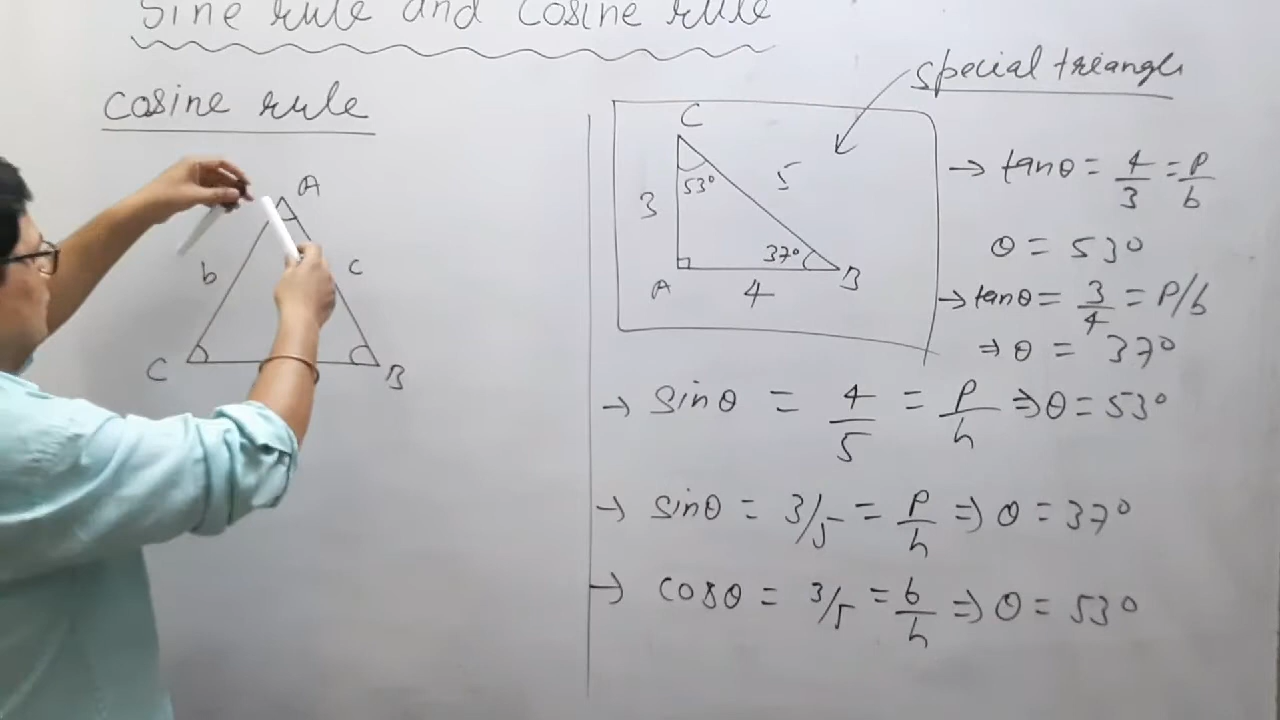 Sine rule and Cosine rule
cosine rule
A
b
c
C
B
special triangle
C
53°
5
3
37°
A
4
B
→ tanθ = 4/3 = P/b
θ = 53°
→ tanθ = 3/4 = P/b
⇒ θ = 37°
→ sinθ = 4/5 = P/h ⇒ θ = 53°
→ sinθ = 3/5 = P/h ⇒ θ = 37°
→ cosθ = 3/5 = b/h ⇒ θ = 53°